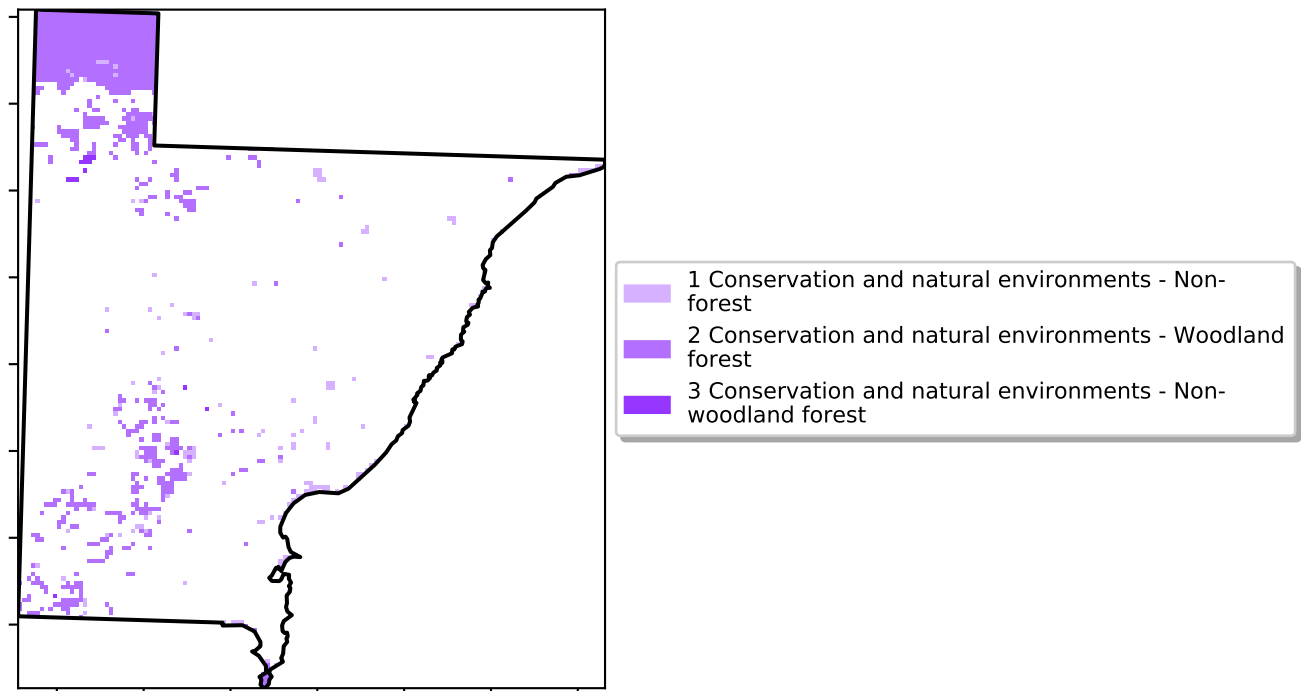 1 Conservation and natural environments - Non-
forest
2 Conservation and natural environments - Woodland
forest
3 Conservation and natural environments - Non-
woodland forest